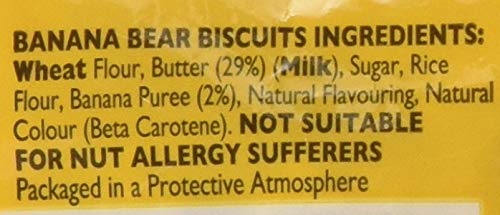 BANANA BEAR BISCUITS INGREDIENTS:
Wheat Flour, Butter (29%) (Milk), Sugar, Rice
Flour, Banana Puree (2%), Natural Flavouring, Natural
Colour (Beta Carotene). NOT SUITABLE
FOR NUT ALLERGY SUFFERERS
Packaged in a Protective Atmosphere